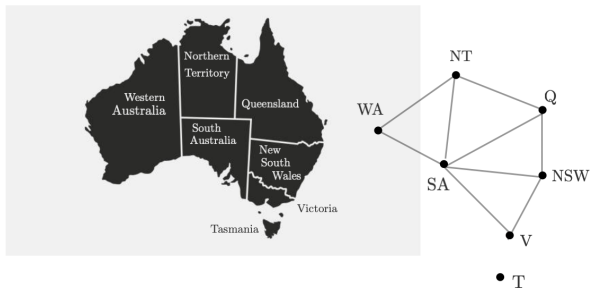 Northern
Territory
Western
Australia
Queensland
South
Australia
New
South
Wales
Victoria
Tasmania
NT
Q
WA
SA
NSW
V
T